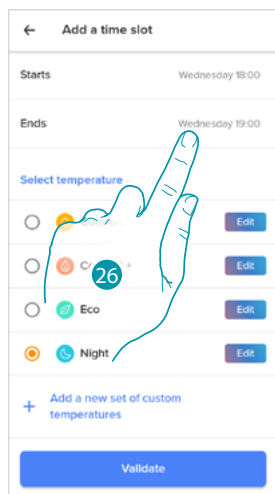 ← Add a time slot
Starts Wednesday 18:00
Ends Wednesday 19:00
Select temperature
Edit
26 Edit
Eco Edit
Night Edit
+ Add a new set of custom
temperatures
Validate